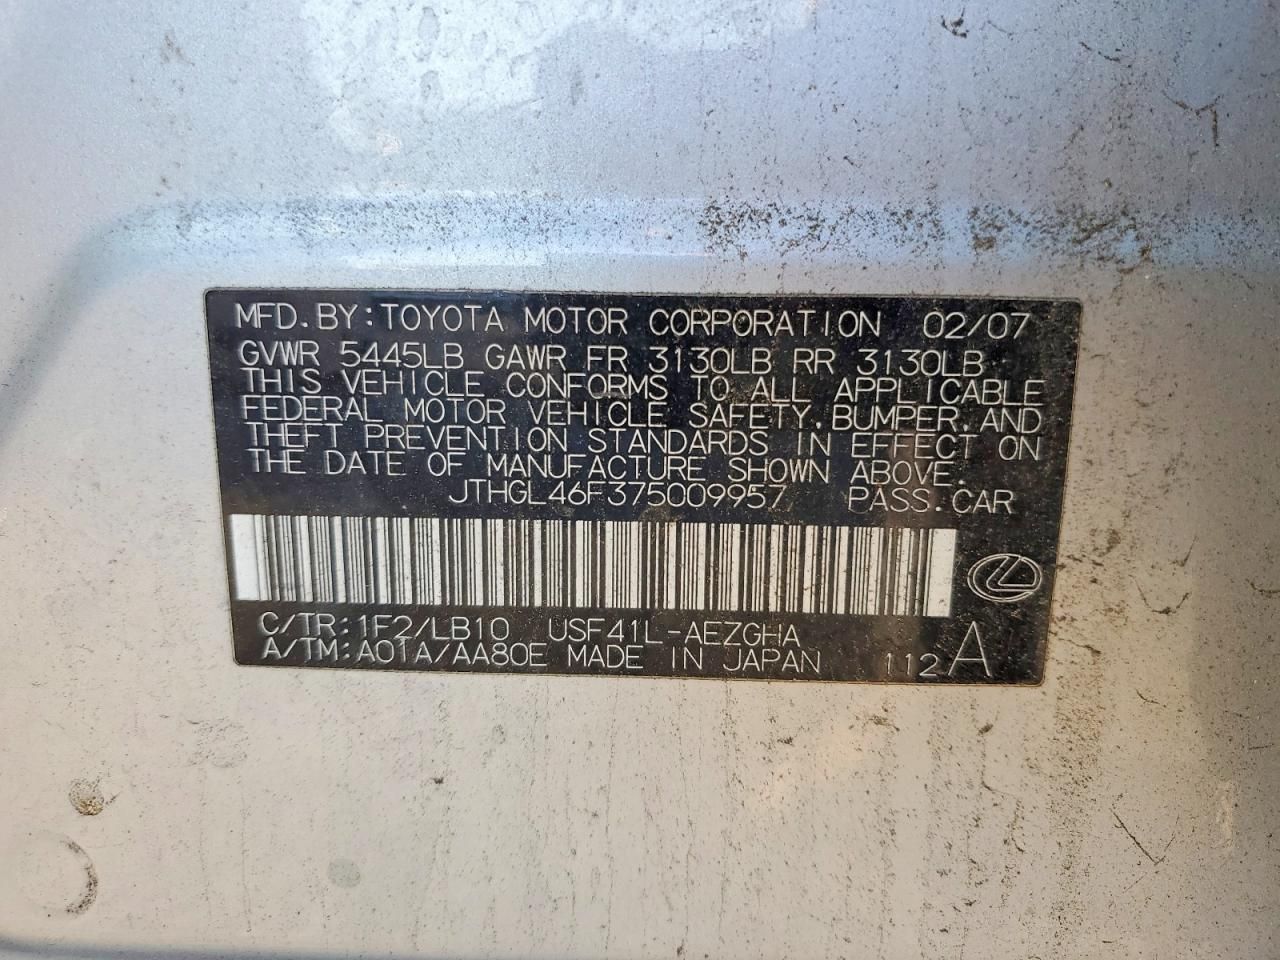 MFD. BY: TOYOTA MOTOR CORPORATION 02/07
GVWR 5445LB GAWR FR 3130LB RR 3130LB
THIS VEHICLE CONFORMS TO ALL APPLICABLE
FEDERAL MOTOR VEHICLE SAFETY, BUMPER, AND
THEFT PREVENTION STANDARDS IN EFFECT ON
THE DATE OF MANUFACTURE SHOWN ABOVE.
JTHGL46F375009957 PASS. CAR
C/TR: 1F2/LB10 USF41L-AEZGHA
A/TM: A01A/AA80E MADE IN JAPAN 112 A